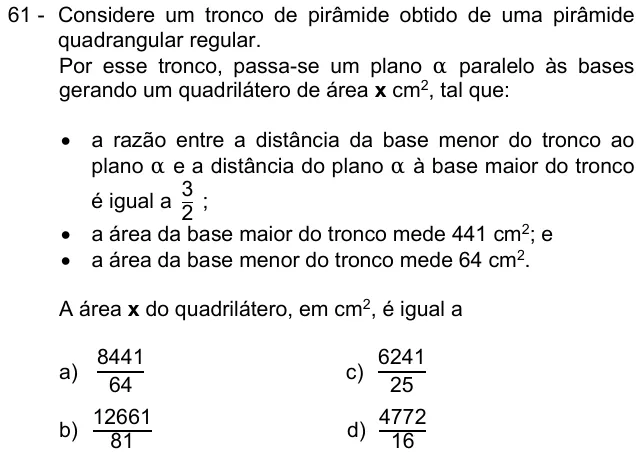 61 - Considere um tronco de pirâmide obtido de uma pirâmide
quadrangular regular.
Por esse tronco, passa-se um plano α paralelo às bases
gerando um quadrilátero de área x cm², tal que:
• a razão entre a distância da base menor do tronco ao
plano α e a distância do plano α à base maior do tronco
é igual a 3/2 ;
• a área da base maior do tronco mede 441 cm²; e
• a área da base menor do tronco mede 64 cm².
A área x do quadrilátero, em cm², é igual a
a) 8441/64 c) 6241/25
b) 12661/81 d) 4772/16